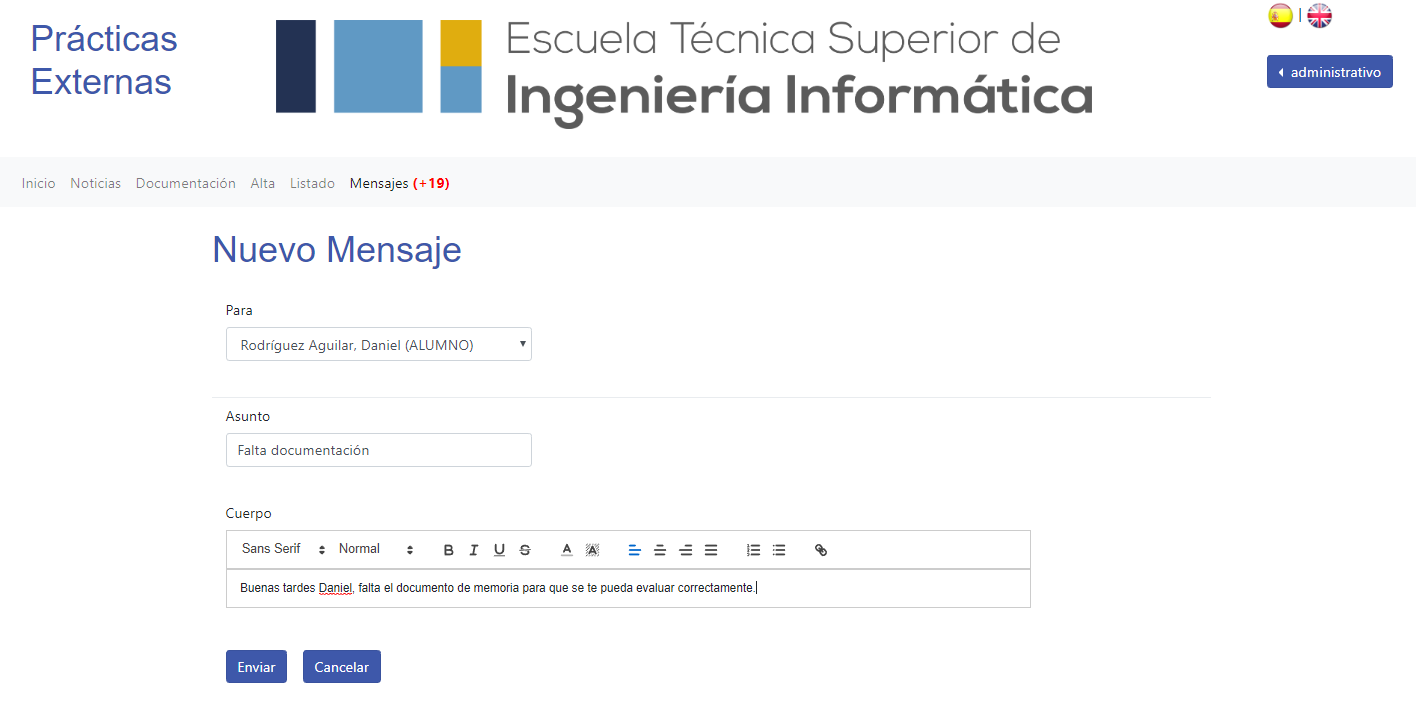 Prácticas
Externas
Escuela Técnica Superior de
Ingeniería Informática
|
administrativo
Inicio Noticias Documentación Alta Listado Mensajes (+19)
Nuevo Mensaje
Para
Rodríguez Aguilar, Daniel (ALUMNO)
Asunto
Falta documentación
Cuerpo
Sans Serif Normal B I U S A A
Buenas tardes Daniel, falta el documento de memoria para que se te pueda evaluar correctamente.
Enviar Cancelar